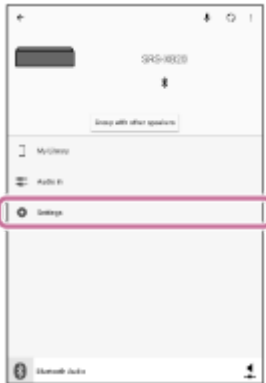 SRS-XB20
Group with other speakers
My Library
Audio in
Settings
Bluetooth Audio